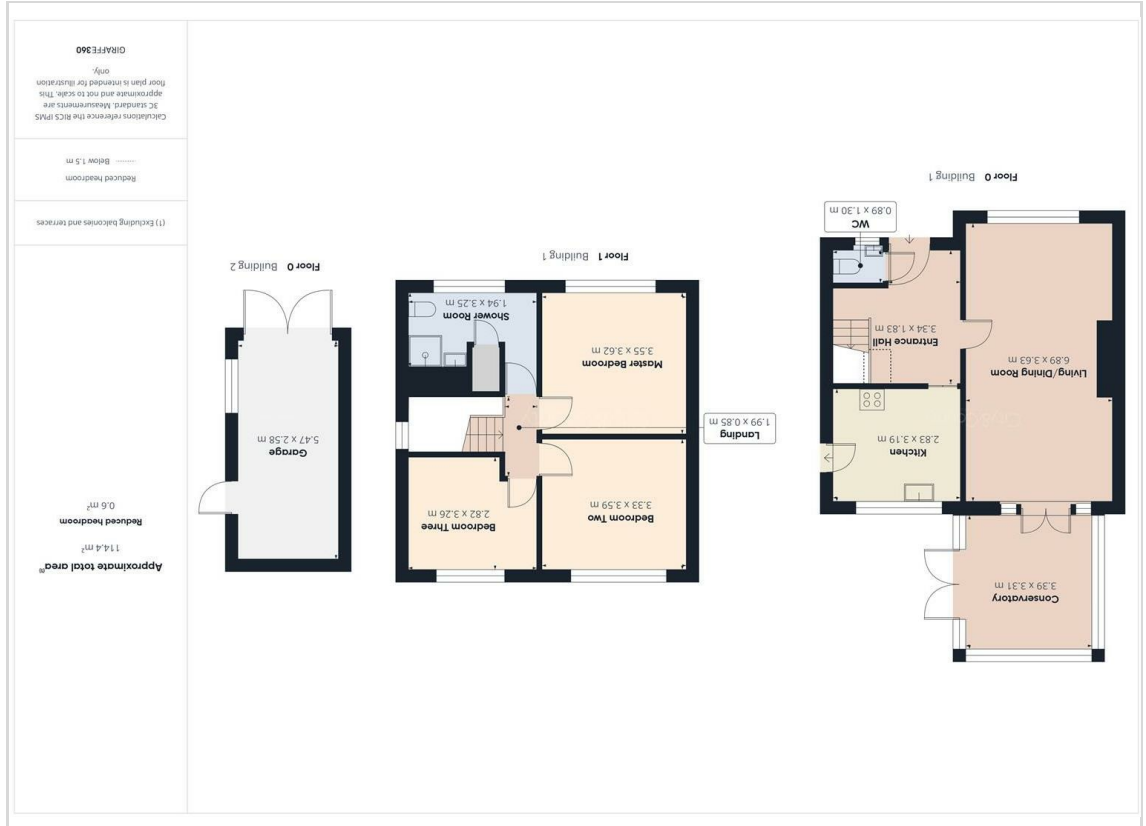 Conservatory
3.39 x 3.31 m
Kitchen
2.83 x 3.19 m
Living/Dining Room
6.89 x 3.63 m
Entrance Hall
3.34 x 1.83 m
WC
0.89 x 1.30 m
Floor 0 Building 1
Bedroom Two
3.33 x 3.59 m
Bedroom Three
2.82 x 3.26 m
Landing
1.99 x 0.85 m
Master Bedroom
3.55 x 3.62 m
Shower Room
1.94 x 3.25 m
Floor 1 Building 1
Garage
5.47 x 2.58 m
Floor 0 Building 2
Approximate total area⁽¹⁾
114.4 m²
Reduced headroom
0.6 m²
(1) Excluding balconies and terraces
Reduced headroom
Below 1.5 m
Calculations reference the RICS IPMS
3C standard. Measurements are
approximate and not to scale. This
floor plan is intended for illustration
only.
GIRAFFE360